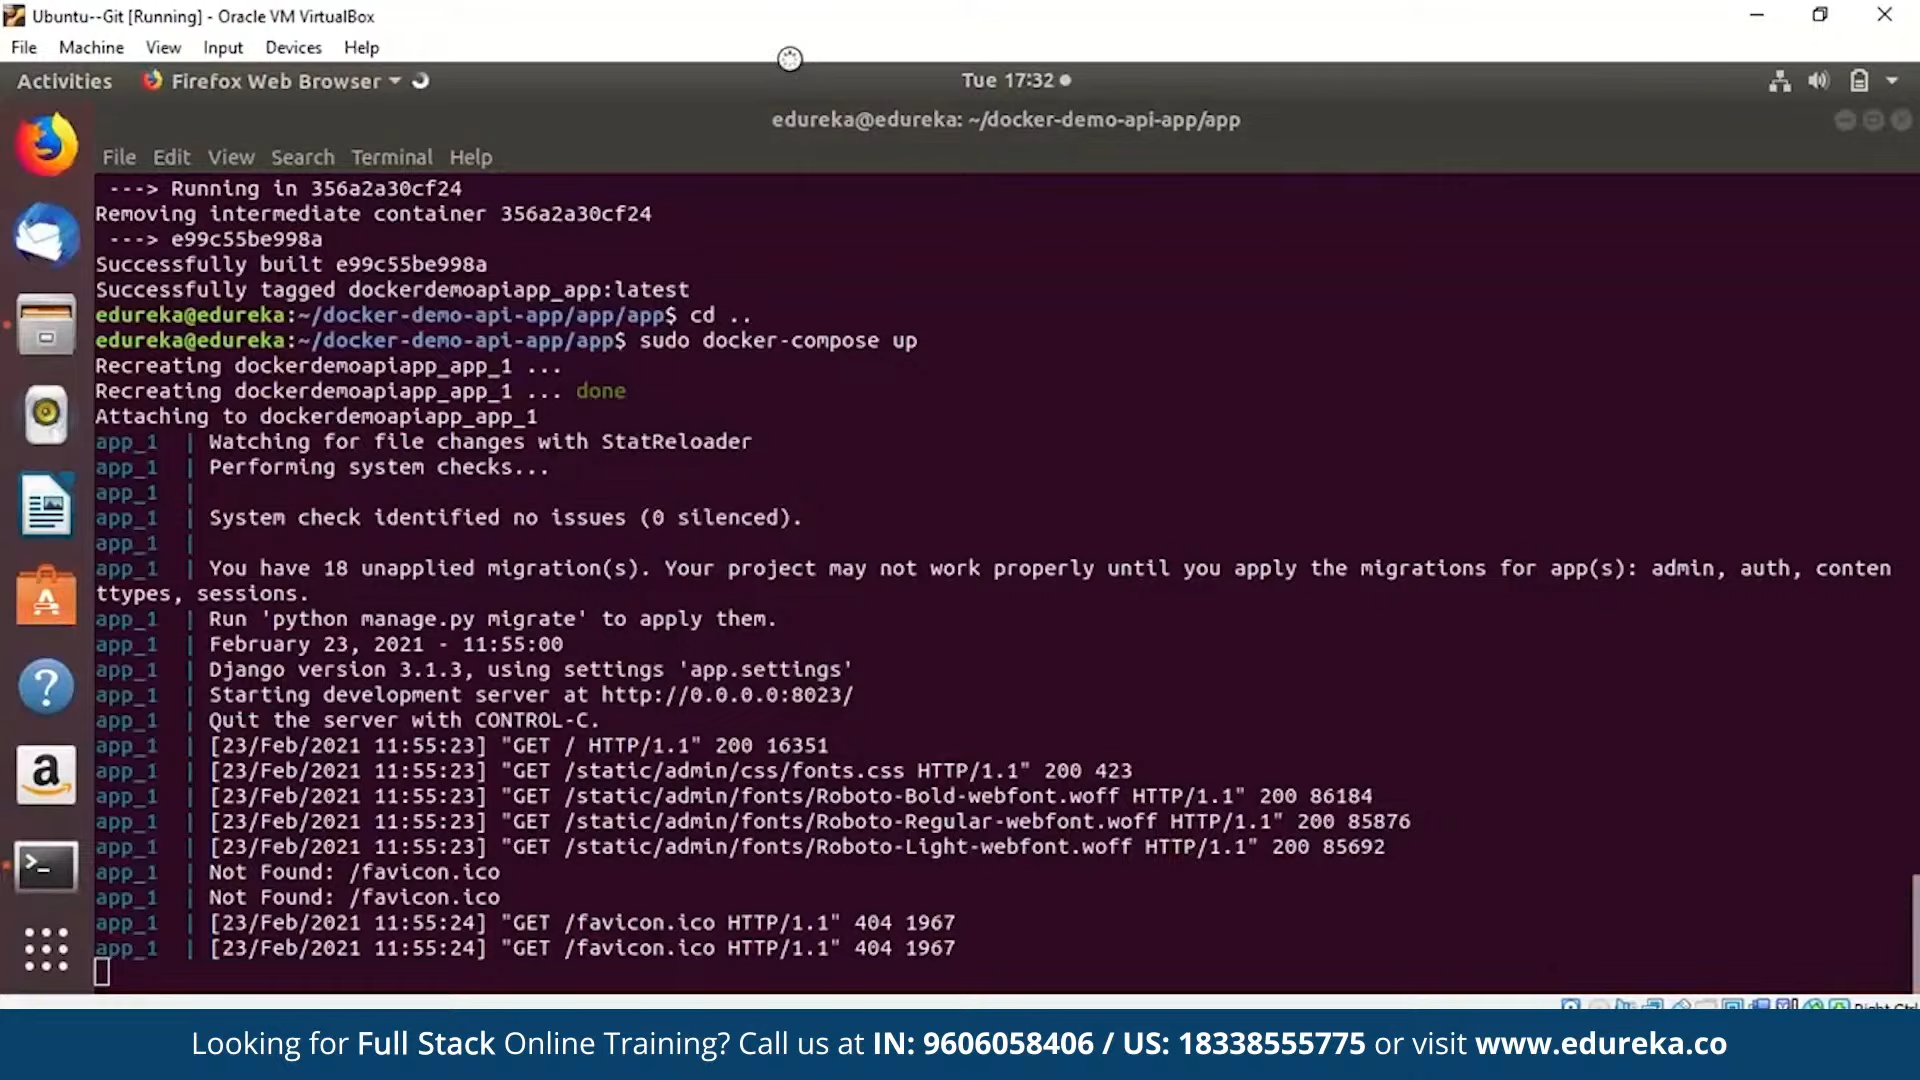 Ubuntu--Git [Running] - Oracle VM VirtualBox
File Machine View Input Devices Help
Activities Firefox Web Browser Tue 17:32
edureka@edureka: ~/docker-demo-api-app/app
File Edit View Search Terminal Help
---> Running in 356a2a30cf24
Removing intermediate container 356a2a30cf24
---> e99c55be998a
Successfully built e99c55be998a
Successfully tagged dockerdemoapiapp_app:latest
edureka@edureka:~/docker-demo-api-app/app/app$ cd ..
edureka@edureka:~/docker-demo-api-app/app$ sudo docker-compose up
Recreating dockerdemoapiapp_app_1 ...
Recreating dockerdemoapiapp_app_1 ... done
Attaching to dockerdemoapiapp_app_1
app_1 | Watching for file changes with StatReloader
app_1 | Performing system checks...
app_1 |
app_1 | System check identified no issues (0 silenced).
app_1 |
app_1 | You have 18 unapplied migration(s). Your project may not work properly until you apply the migrations for app(s): admin, auth, conten
ttypes, sessions.
app_1 | Run 'python manage.py migrate' to apply them.
app_1 | February 23, 2021 - 11:55:00
app_1 | Django version 3.1.3, using settings 'app.settings'
app_1 | Starting development server at http://0.0.0.0:8023/
app_1 | Quit the server with CONTROL-C.
app_1 | [23/Feb/2021 11:55:23] "GET / HTTP/1.1" 200 16351
app_1 | [23/Feb/2021 11:55:23] "GET /static/admin/css/fonts.css HTTP/1.1" 200 423
app_1 | [23/Feb/2021 11:55:23] "GET /static/admin/fonts/Roboto-Bold-webfont.woff HTTP/1.1" 200 86184
app_1 | [23/Feb/2021 11:55:23] "GET /static/admin/fonts/Roboto-Regular-webfont.woff HTTP/1.1" 200 85876
app_1 | [23/Feb/2021 11:55:23] "GET /static/admin/fonts/Roboto-Light-webfont.woff HTTP/1.1" 200 85692
app_1 | Not Found: /favicon.ico
app_1 | Not Found: /favicon.ico
app_1 | [23/Feb/2021 11:55:24] "GET /favicon.ico HTTP/1.1" 404 1967
app_1 | [23/Feb/2021 11:55:24] "GET /favicon.ico HTTP/1.1" 404 1967
Looking for Full Stack Online Training? Call us at IN: 9606058406 / US: 18338555775 or visit www.edureka.co